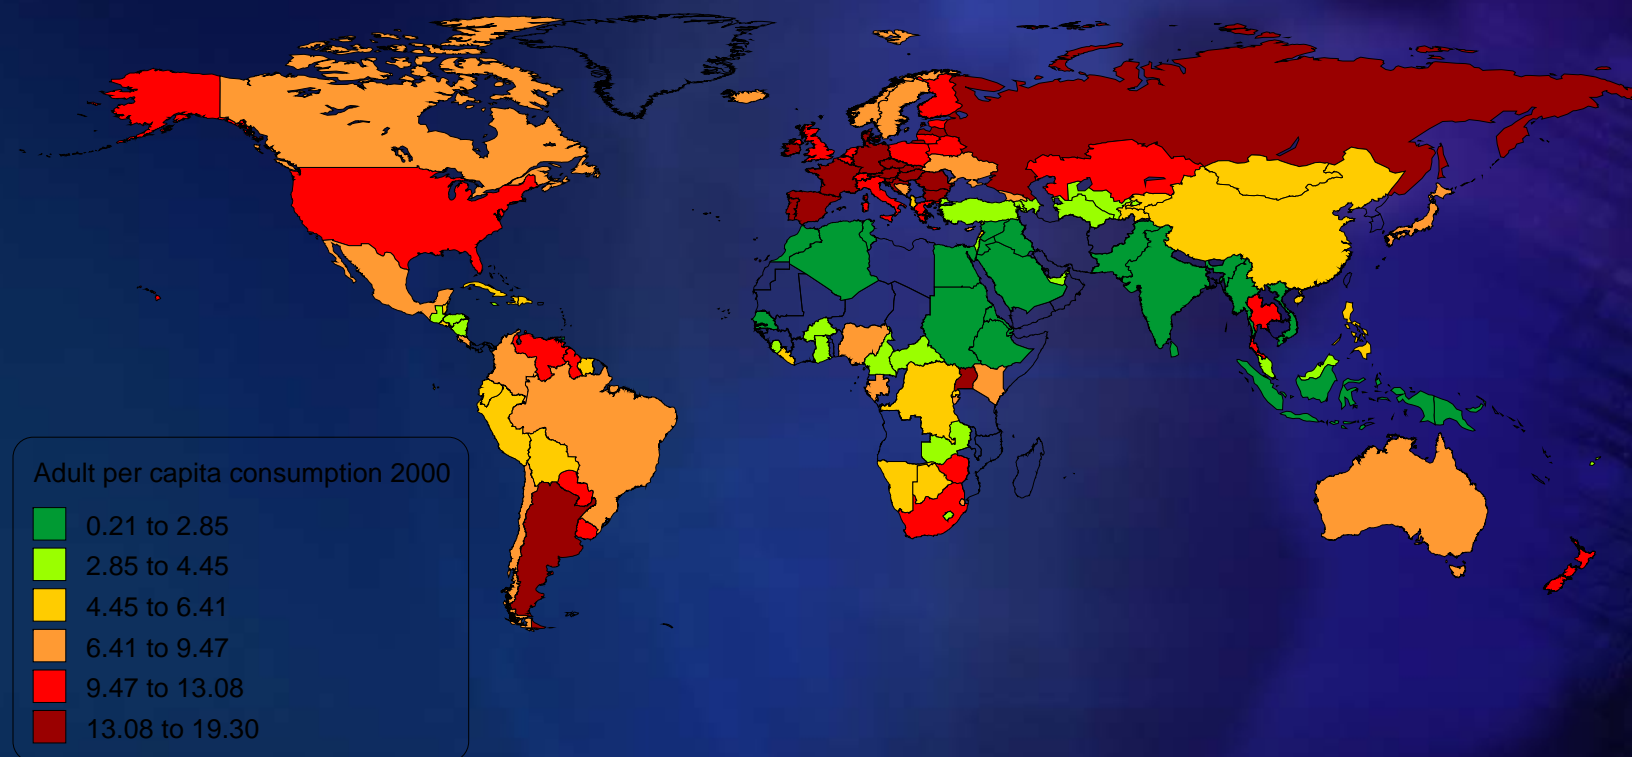 Adult per capita consumption 2000
0.21 to 2.85
2.85 to 4.45
4.45 to 6.41
6.41 to 9.47
9.47 to 13.08
13.08 to 19.30